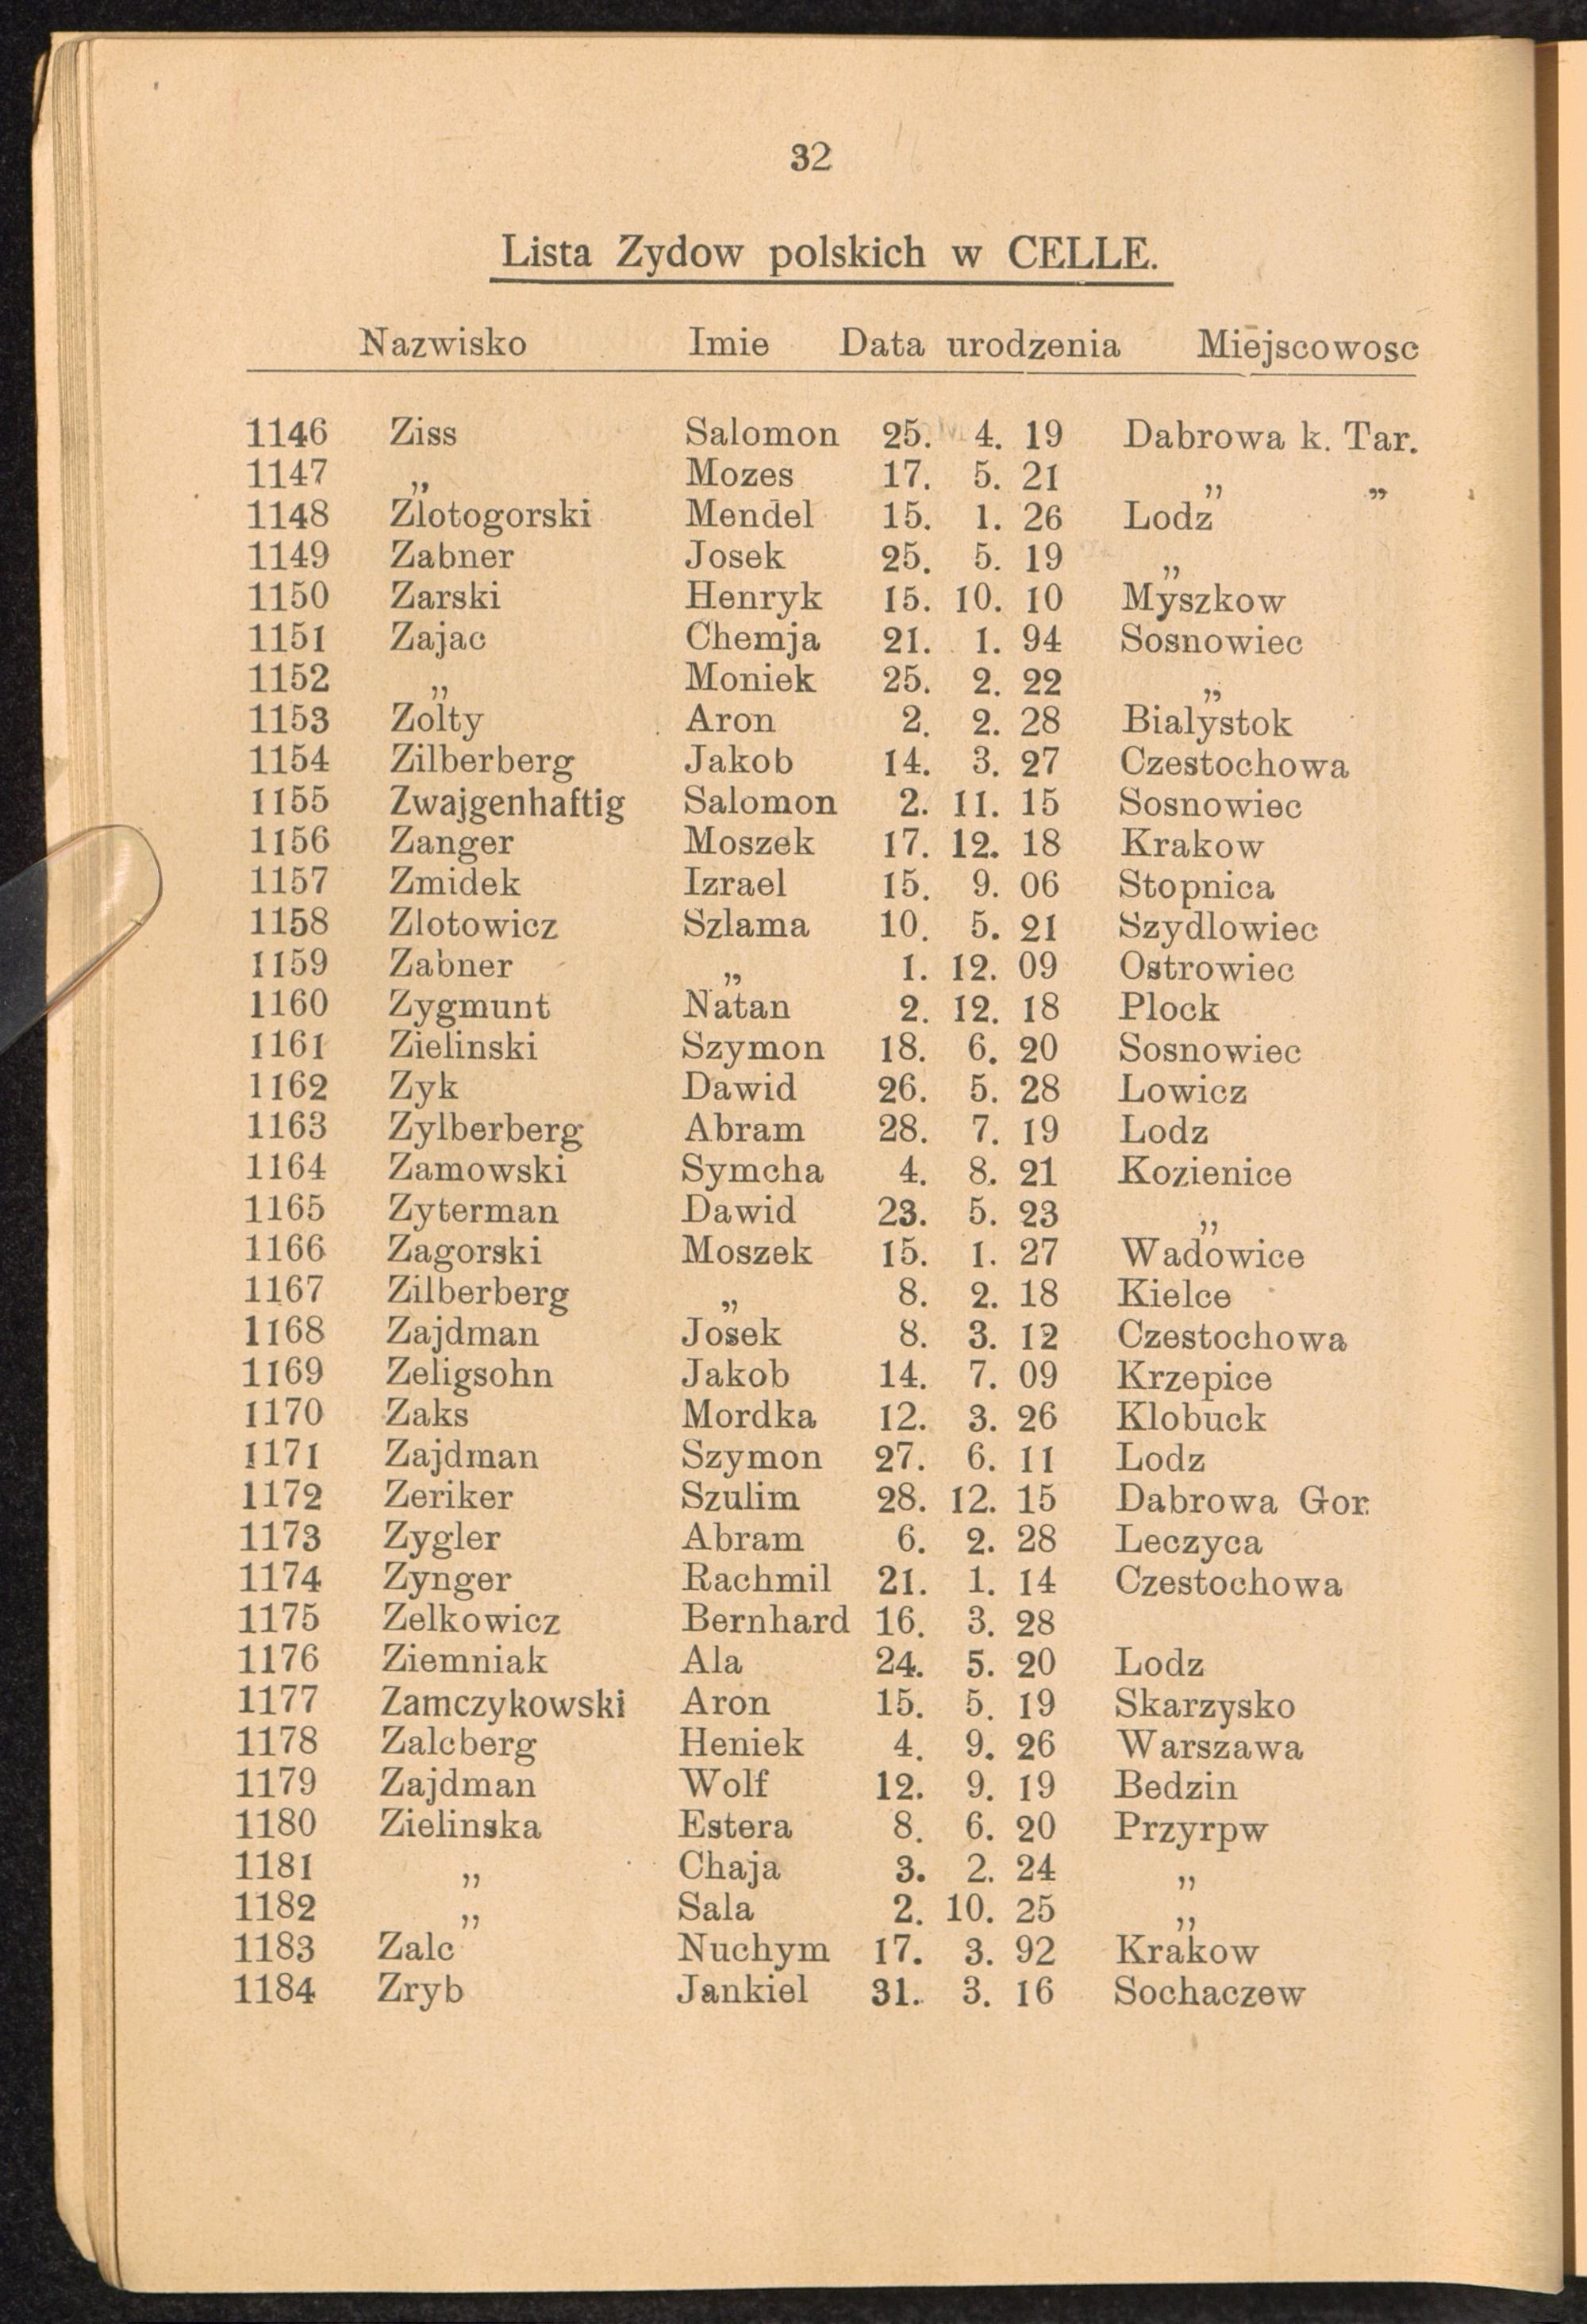 32
Lista Zydow polskich w CELLE.
Nazwisko Imie Data urodzenia Miejscowosc
1146 Ziss Salomon 25. 4. 19 Dabrowa k. Tar.
1147 „ Mozes 17. 5. 21 „ „
1148 Zlotogorski Mendel 15. 1. 26 Lodz
1149 Zabner Josek 25. 5. 19 „
1150 Zarski Henryk 15. 10. 10 Myszkow
1151 Zajac Chemja 21. 1. 94 Sosnowiec
1152 „ Moniek 25. 2. 22 „
1153 Zolty Aron 2. 2. 28 Bialystok
1154 Zilberberg Jakob 14. 3. 27 Czestochowa
1155 Zwajgenhaftig Salomon 2. 11. 15 Sosnowiec
1156 Zanger Moszek 17. 12. 18 Krakow
1157 Zmidek Izrael 15. 9. 06 Stopnica
1158 Zlotowicz Szlama 10. 5. 21 Szydlowiec
1159 Zabner „ 1. 12. 09 Ostrowiec
1160 Zygmunt Natan 2. 12. 18 Plock
1161 Zielinski Szymon 18. 6. 20 Sosnowiec
1162 Zyk Dawid 26. 5. 28 Lowicz
1163 Zylberberg Abram 28. 7. 19 Lodz
1164 Zamowski Symcha 4. 8. 21 Kozienice
1165 Zyterman Dawid 23. 5. 23 „
1166 Zagorski Moszek 15. 1. 27 Wadowice
1167 Zilberberg „ 8. 2. 18 Kielce
1168 Zajdman Josek 8. 3. 12 Czestochowa
1169 Zeligsohn Jakob 14. 7. 09 Krzepice
1170 Zaks Mordka 12. 3. 26 Klobuck
1171 Zajdman Szymon 27. 6. 11 Lodz
1172 Zeriker Szulim 28. 12. 15 Dabrowa Gor.
1173 Zygler Abram 6. 2. 28 Leczyca
1174 Zynger Rachmil 21. 1. 14 Czestochowa
1175 Zelkowicz Bernhard 16. 3. 28
1176 Ziemniak Ala 24. 5. 20 Lodz
1177 Zamczykowski Aron 15. 5. 19 Skarzysko
1178 Zalcberg Heniek 4. 9. 26 Warszawa
1179 Zajdman Wolf 12. 9. 19 Bedzin
1180 Zielinska Estera 8. 6. 20 Przyrpw
1181 „ Chaja 3. 2. 24 „
1182 „ Sala 2. 10. 25 „
1183 Zalc Nuchym 17. 3. 92 Krakow
1184 Zryb Jankiel 31. 3. 16 Sochaczew